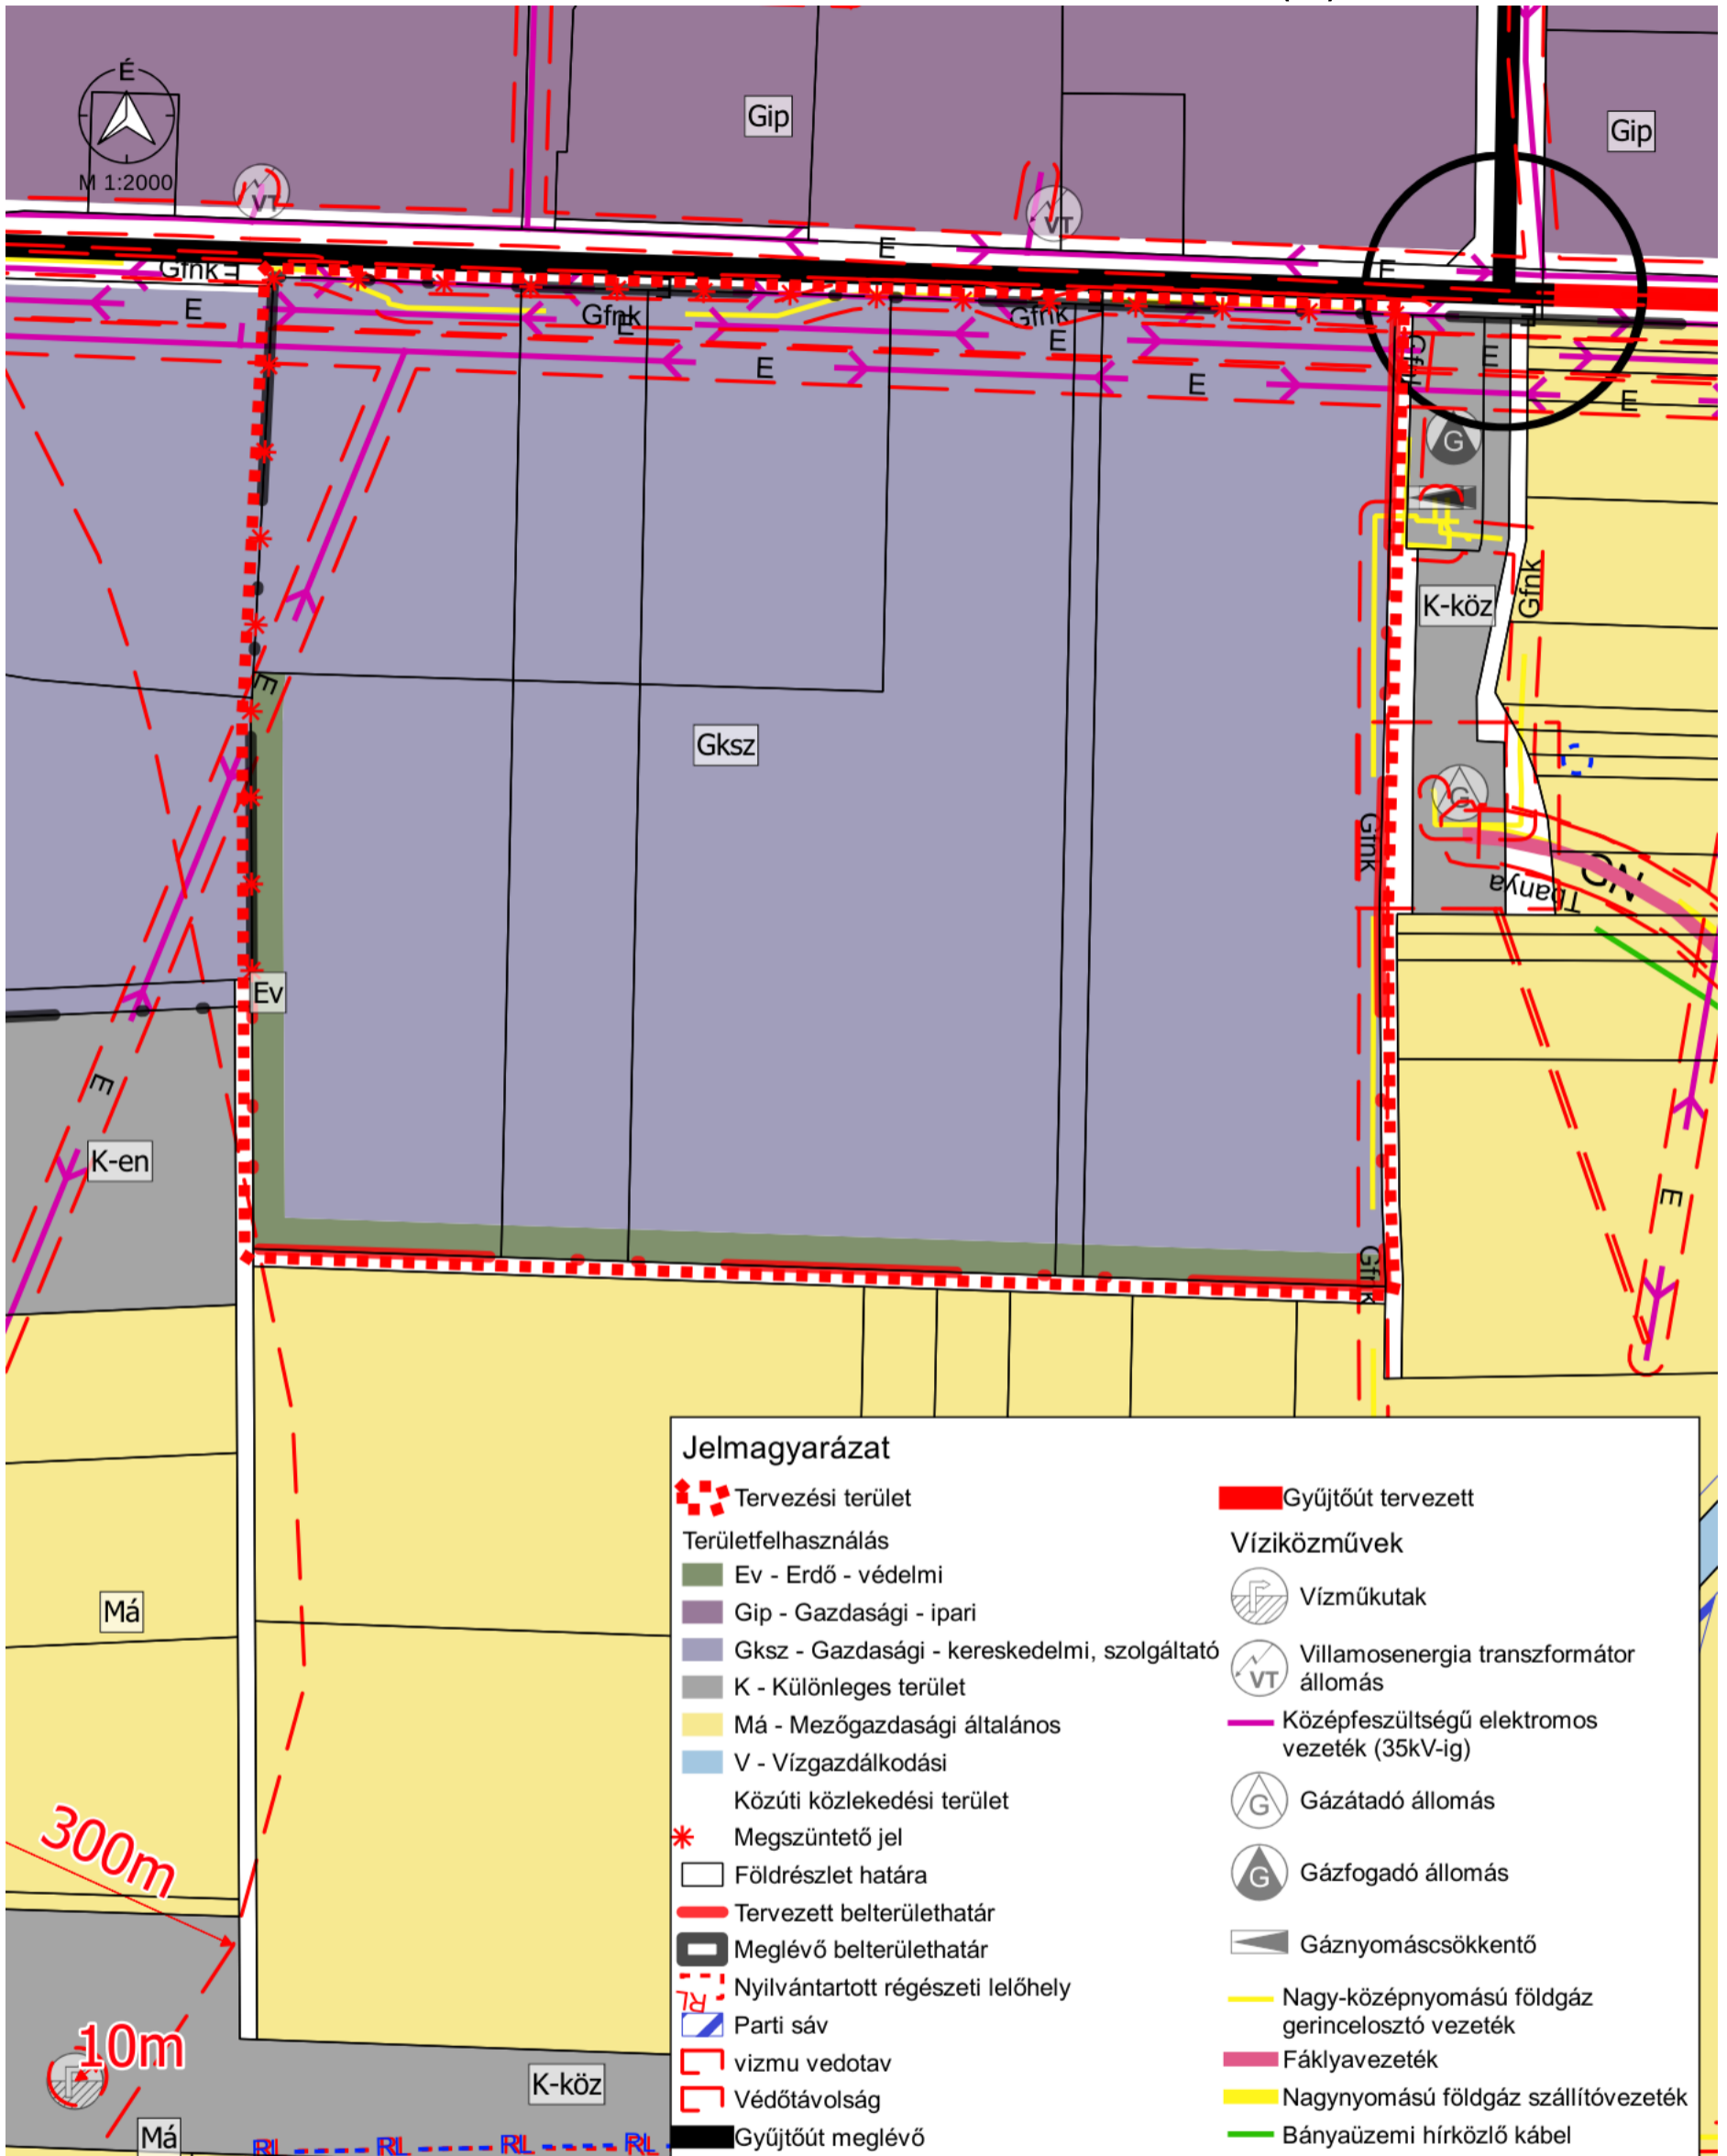 É
M 1:2000
Gip
Gip
VT
VT
E
E
Gfnk
E
Gfnk
E
Gfnk
E
E
E
E
E
Gfnk
G
K-köz
Gfnk
E
Gksz
G
Gfnk
Tbanya
NG
Ev
E
K-en
E
Gfnk
Má
300m
10m
K-köz
Má
RL
RL
RL
RL
Jelmagyarázat
Tervezési terület
Területfelhasználás
Ev - Erdő - védelmi
Gip - Gazdasági - ipari
Gksz - Gazdasági - kereskedelmi, szolgáltató
K - Különleges terület
Má - Mezőgazdasági általános
V - Vízgazdálkodási
Közúti közlekedési terület
Megszüntető jel
Földrészlet határa
Tervezett belterülethatár
Meglévő belterülethatár
RL
Nyilvántartott régészeti lelőhely
Parti sáv
vizmu vedotav
Védőtávolság
Gyűjtőút meglévő
Gyűjtőút tervezett
Víziközművek
Vízműkutak
VT
Villamosenergia transzformátor
állomás
Középfeszültségű elektromos
vezeték (35kV-ig)
G
Gázátadó állomás
G
Gázfogadó állomás
Gáznyomáscsökkentő
Nagy-középnyomású földgáz
gerincelosztó vezeték
Fáklyavezeték
Nagynyomású földgáz szállítóvezeték
Bányaüzemi hírközlő kábel